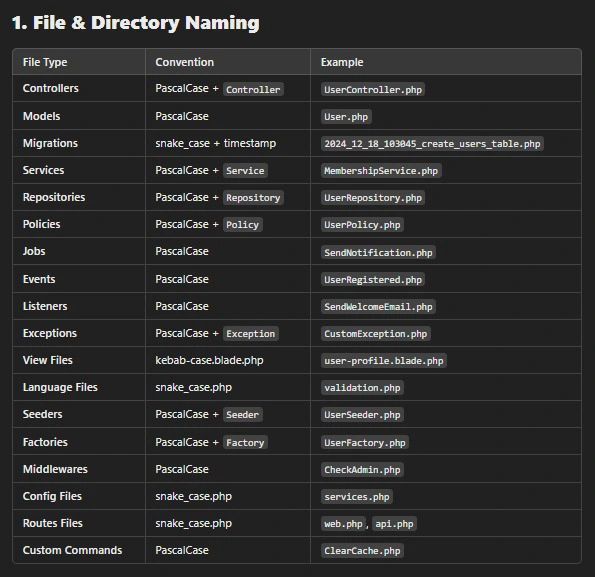 1. File & Directory Naming
File Type Convention Example
Controllers PascalCase + Controller UserController.php
Models PascalCase User.php
Migrations snake_case + timestamp 2024_12_18_103045_create_users_table.php
Services PascalCase + Service MembershipService.php
Repositories PascalCase + Repository UserRepository.php
Policies PascalCase + Policy UserPolicy.php
Jobs PascalCase SendNotification.php
Events PascalCase UserRegistered.php
Listeners PascalCase SendWelcomeEmail.php
Exceptions PascalCase + Exception CustomException.php
View Files kebab-case.blade.php user-profile.blade.php
Language Files snake_case.php validation.php
Seeders PascalCase + Seeder UserSeeder.php
Factories PascalCase + Factory UserFactory.php
Middlewares PascalCase CheckAdmin.php
Config Files snake_case.php services.php
Routes Files snake_case.php web.php, api.php
Custom Commands PascalCase ClearCache.php